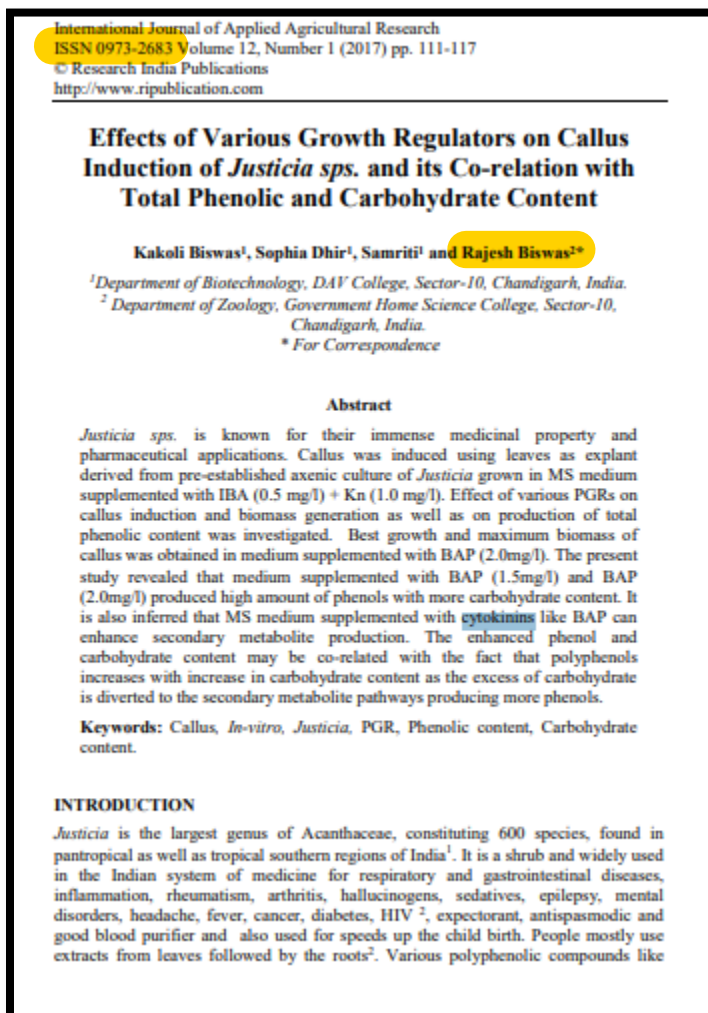 International Journal of Applied Agricultural Research
ISSN 0973-2683 Volume 12, Number 1 (2017) pp. 111-117
© Research India Publications
http://www.ripublication.com
Effects of Various Growth Regulators on Callus
Induction of Justicia sps. and its Co-relation with
Total Phenolic and Carbohydrate Content
Kakoli Biswas¹, Sophia Dhir¹, Samriti¹ and Rajesh Biswas²*
¹Department of Biotechnology, DAV College, Sector-10, Chandigarh, India.
² Department of Zoology, Government Home Science College, Sector-10,
Chandigarh, India.
* For Correspondence
Abstract
Justicia sps. is known for their immense medicinal property and
pharmaceutical applications. Callus was induced using leaves as explant
derived from pre-established axenic culture of Justicia grown in MS medium
supplemented with IBA (0.5 mg/l) + Kn (1.0 mg/l). Effect of various PGRs on
callus induction and biomass generation as well as on production of total
phenolic content was investigated. Best growth and maximum biomass of
callus was obtained in medium supplemented with BAP (2.0mg/l). The present
study revealed that medium supplemented with BAP (1.5mg/l) and BAP
(2.0mg/l) produced high amount of phenols with more carbohydrate content. It
is also inferred that MS medium supplemented with cytokinins like BAP can
enhance secondary metabolite production. The enhanced phenol and
carbohydrate content may be co-related with the fact that polyphenols
increases with increase in carbohydrate content as the excess of carbohydrate
is diverted to the secondary metabolite pathways producing more phenols.
Keywords: Callus, In-vitro, Justicia, PGR, Phenolic content, Carbohydrate
content.
INTRODUCTION
Justicia is the largest genus of Acanthaceae, constituting 600 species, found in
pantropical as well as tropical southern regions of India¹. It is a shrub and widely used
in the Indian system of medicine for respiratory and gastrointestinal diseases,
inflammation, rheumatism, arthritis, hallucinogens, sedatives, epilepsy, mental
disorders, headache, fever, cancer, diabetes, HIV ², expectorant, antispasmodic and
good blood purifier and also used for speeds up the child birth. People mostly use
extracts from leaves followed by the roots². Various polyphenolic compounds like